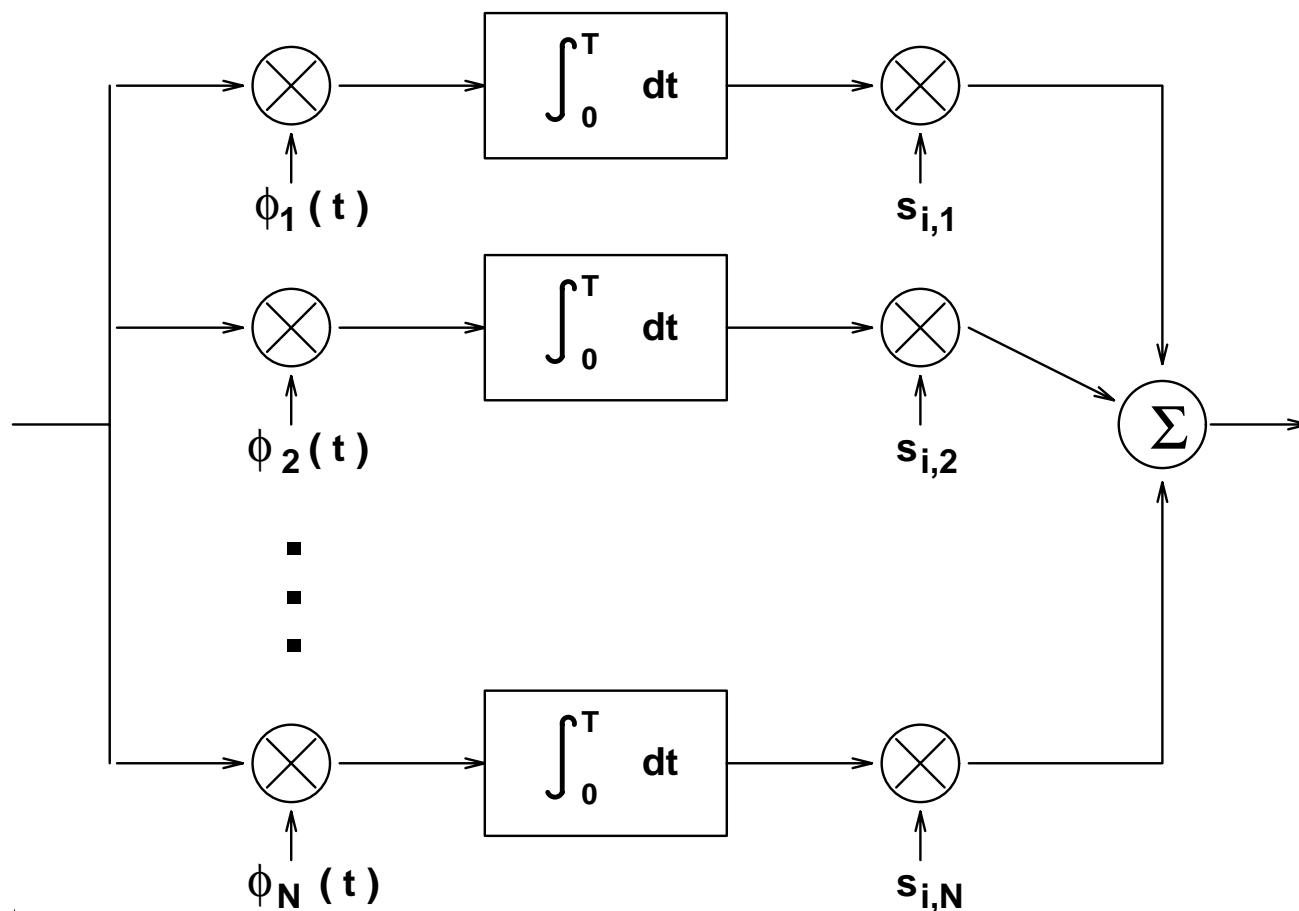 ∫₀ᵀ dt
ϕ₁ ( t )
s_{i,1}
∫₀ᵀ dt
ϕ₂ ( t )
s_{i,2}
Σ
∫₀ᵀ dt
ϕ_N ( t )
s_{i,N}